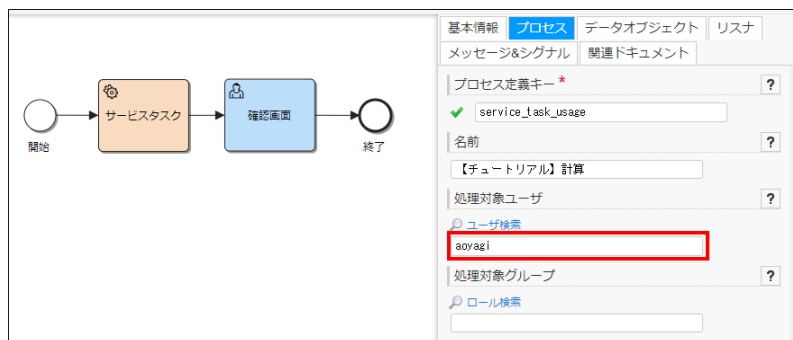 サービスタスク
確認画面
開始
終了
基本情報 プロセス データオブジェクト リスナ
メッセージ&シグナル 関連ドキュメント
プロセス定義キー * ?
service_task_usage
名前 ?
【チュートリアル】計算
処理対象ユーザ ?
ユーザ検索
aoyagi
処理対象グループ ?
ロール検索